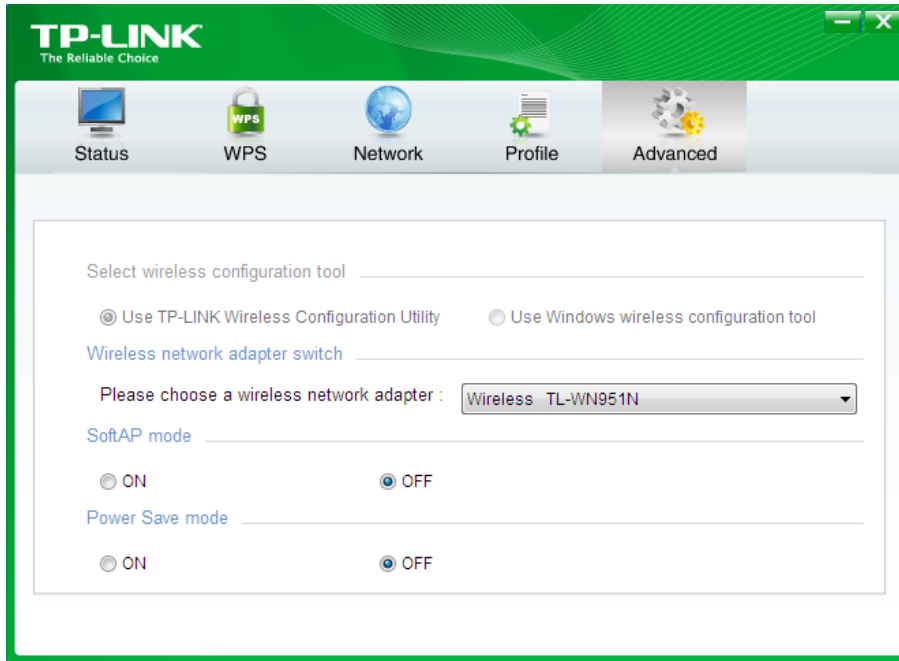 TP-LINK
The Reliable Choice
WPS
Status WPS Network Profile Advanced
Select wireless configuration tool
Use TP-LINK Wireless Configuration Utility Use Windows wireless configuration tool
Wireless network adapter switch
Please choose a wireless network adapter : Wireless TL-WN951N
SoftAP mode
ON OFF
Power Save mode
ON OFF